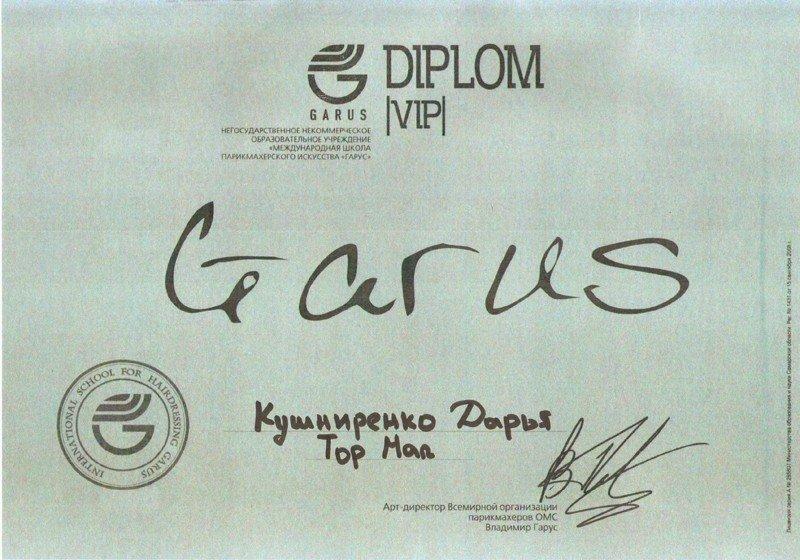 GARUS
DIPLOM
|VIP|
НЕГОСУДАРСТВЕННОЕ НЕКОММЕРЧЕСКОЕ
ОБРАЗОВАТЕЛЬНОЕ УЧРЕЖДЕНИЕ
«МЕЖДУНАРОДНАЯ ШКОЛА
ПАРИКМАХЕРСКОГО ИСКУССТВА «ГАРУС»
Garus
INTERNATIONAL SCHOOL FOR HAIRDRESSING GARUS
Кушниренко Дарья
Top Man
Арт-директор Всемирной организации
парикмахеров ОМС
Владимир Гарус